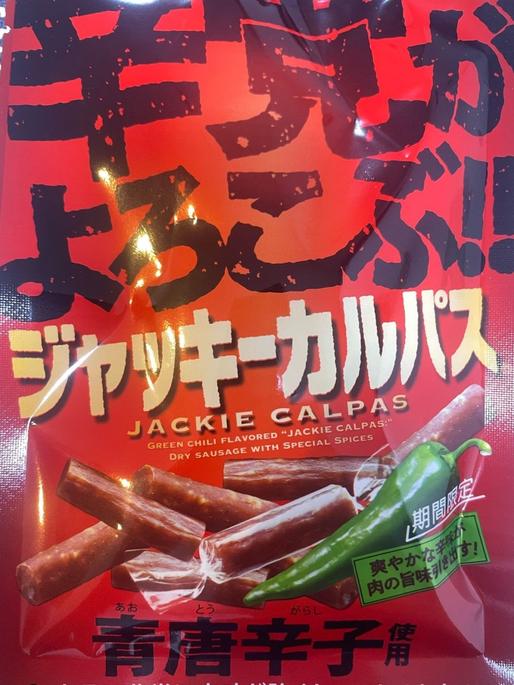 辛党が
よろこぶ!!
ジャッキーカルパス
JACKIE CALPAS
GREEN CHILI FLAVORED "JACKIE CALPAS:"
DRY SAUSAGE WITH SPECIAL SPICES
期間限定
爽やかな辛味が、
肉の旨味引き出す!
あお とう がらし
青唐辛子使用